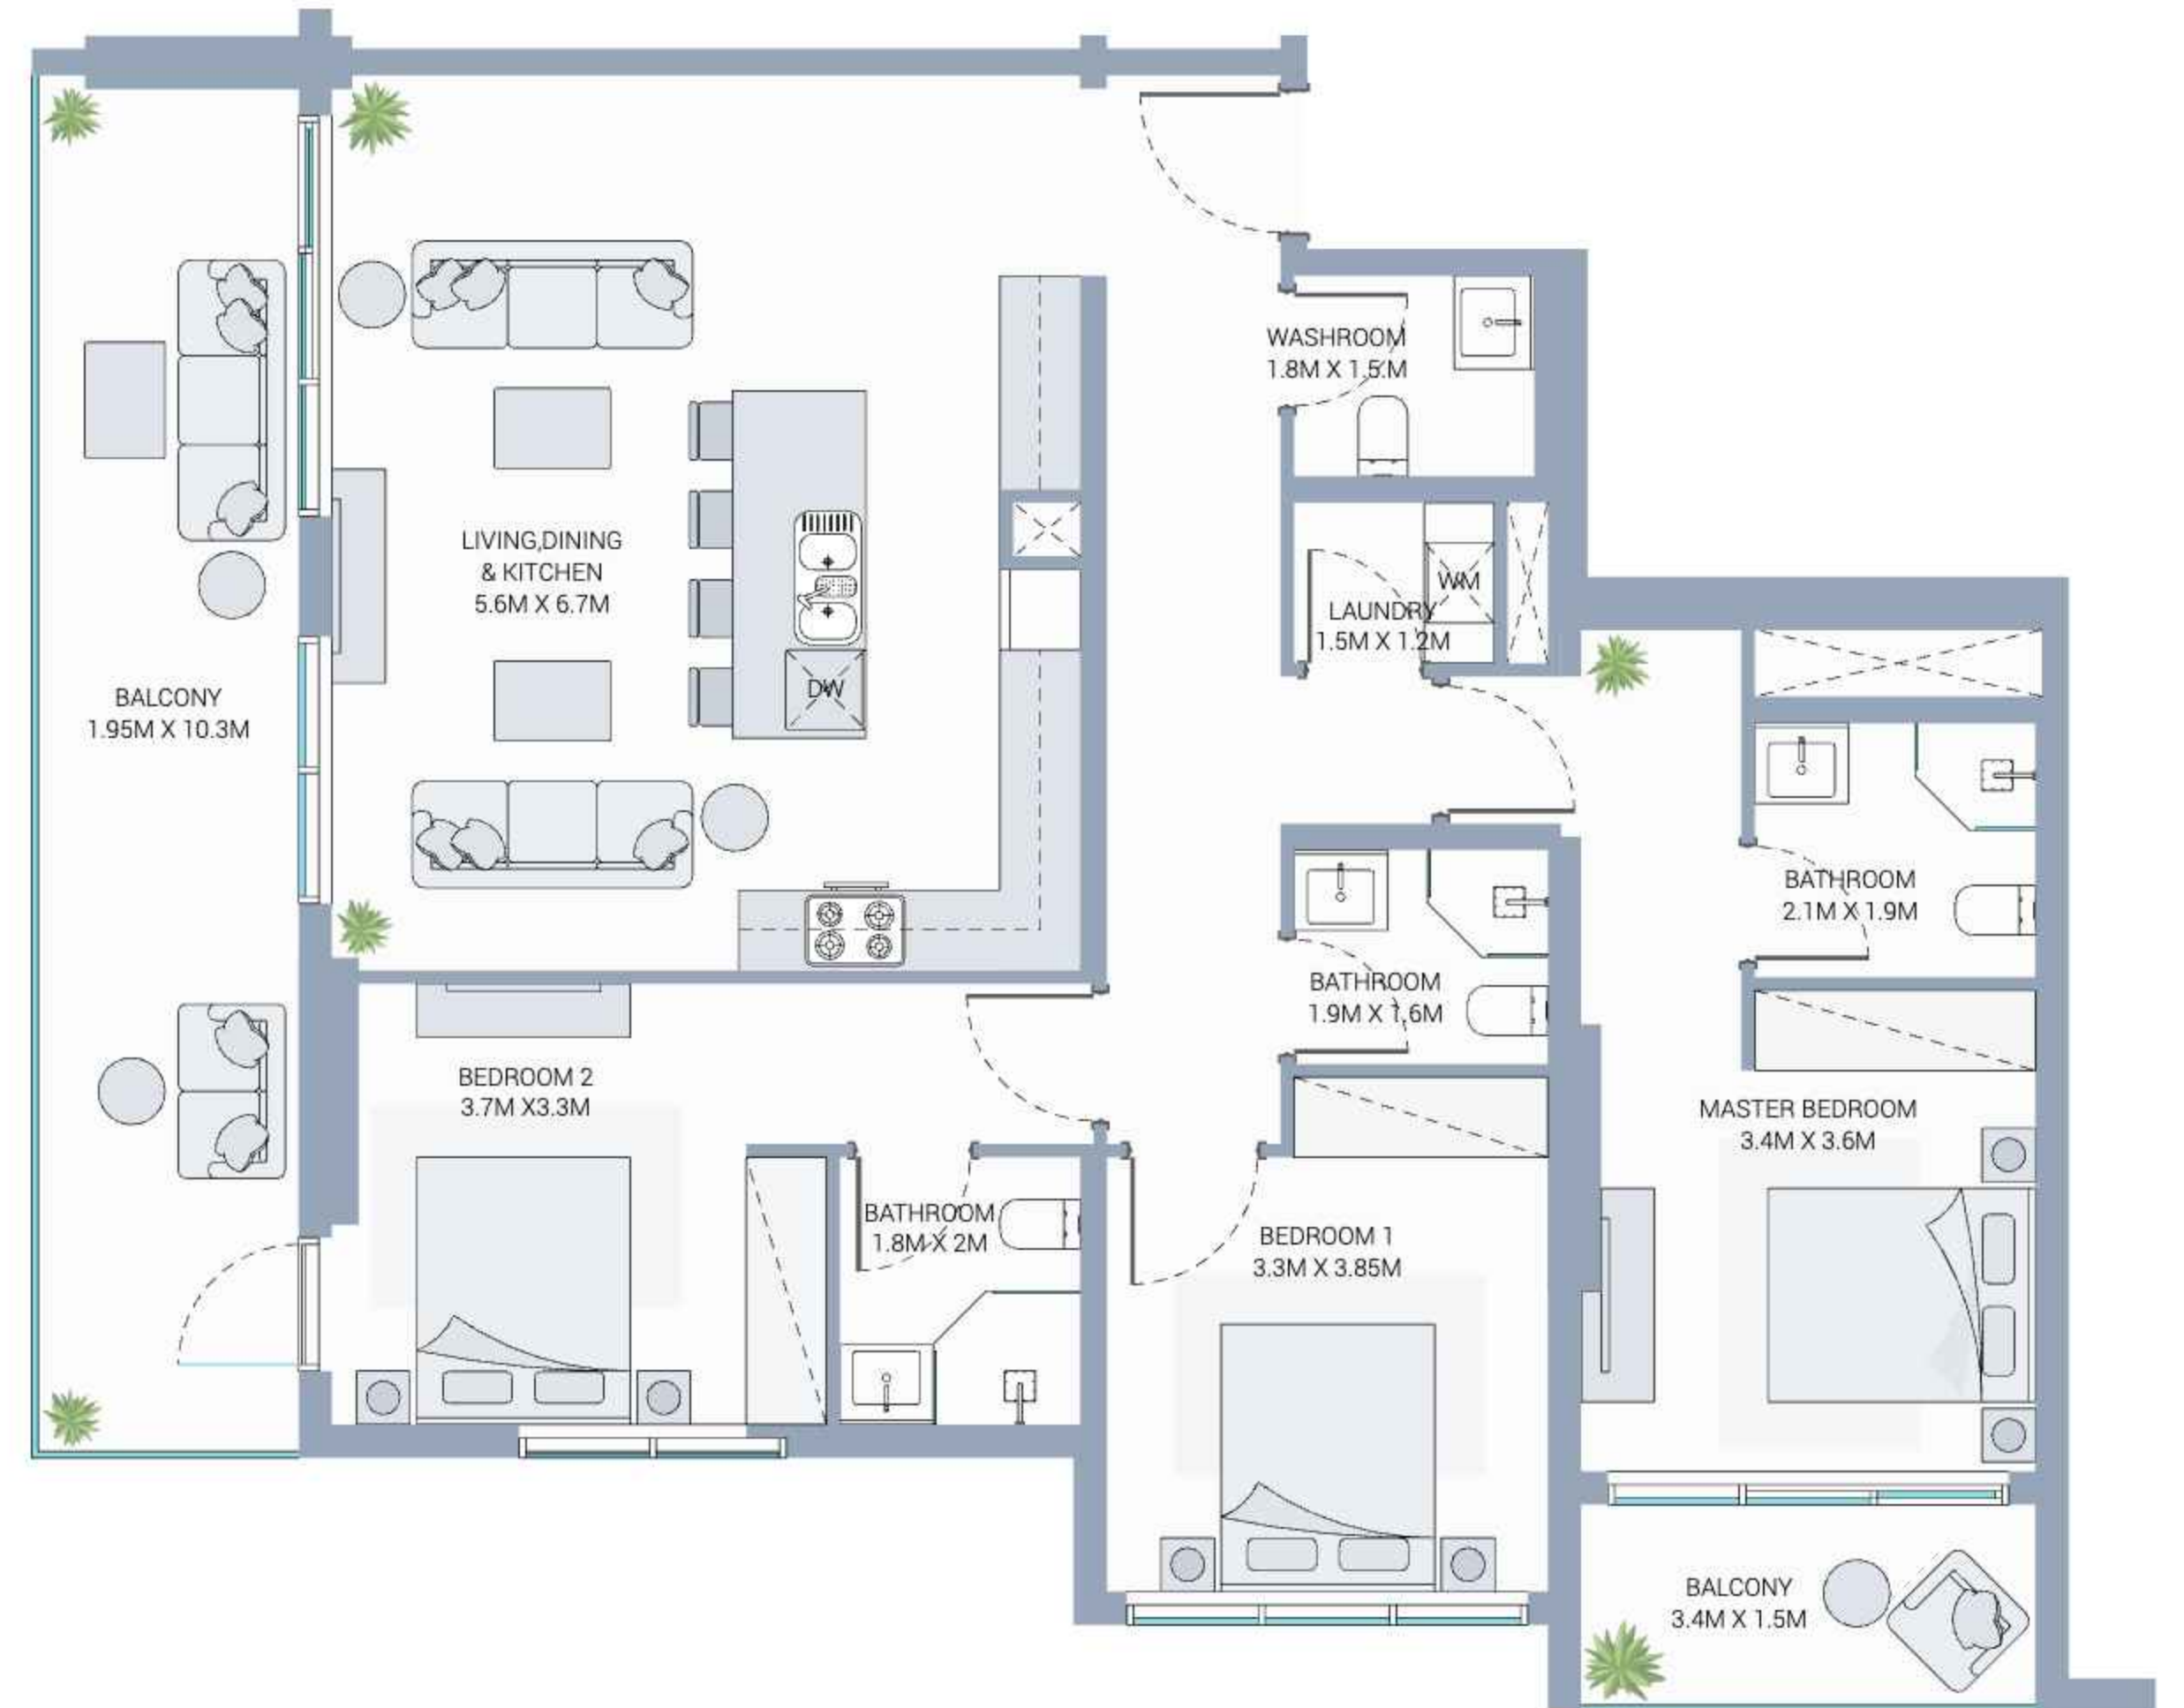 WASHROOM
1.8M X 1.5.M
LIVING,DINING
& KITCHEN
5.6M X 6.7M
WM
LAUNDRY
1.5M X 1.2M
DW
BALCONY
1.95M X 10.3M
BATHROOM
2.1M X 1.9M
BATHROOM
1.9M X 1.6M
BEDROOM 2
3.7M X3.3M
MASTER BEDROOM
3.4M X 3.6M
BATHROOM
1.8M X 2M
BEDROOM 1
3.3M X 3.85M
BALCONY
3.4M X 1.5M